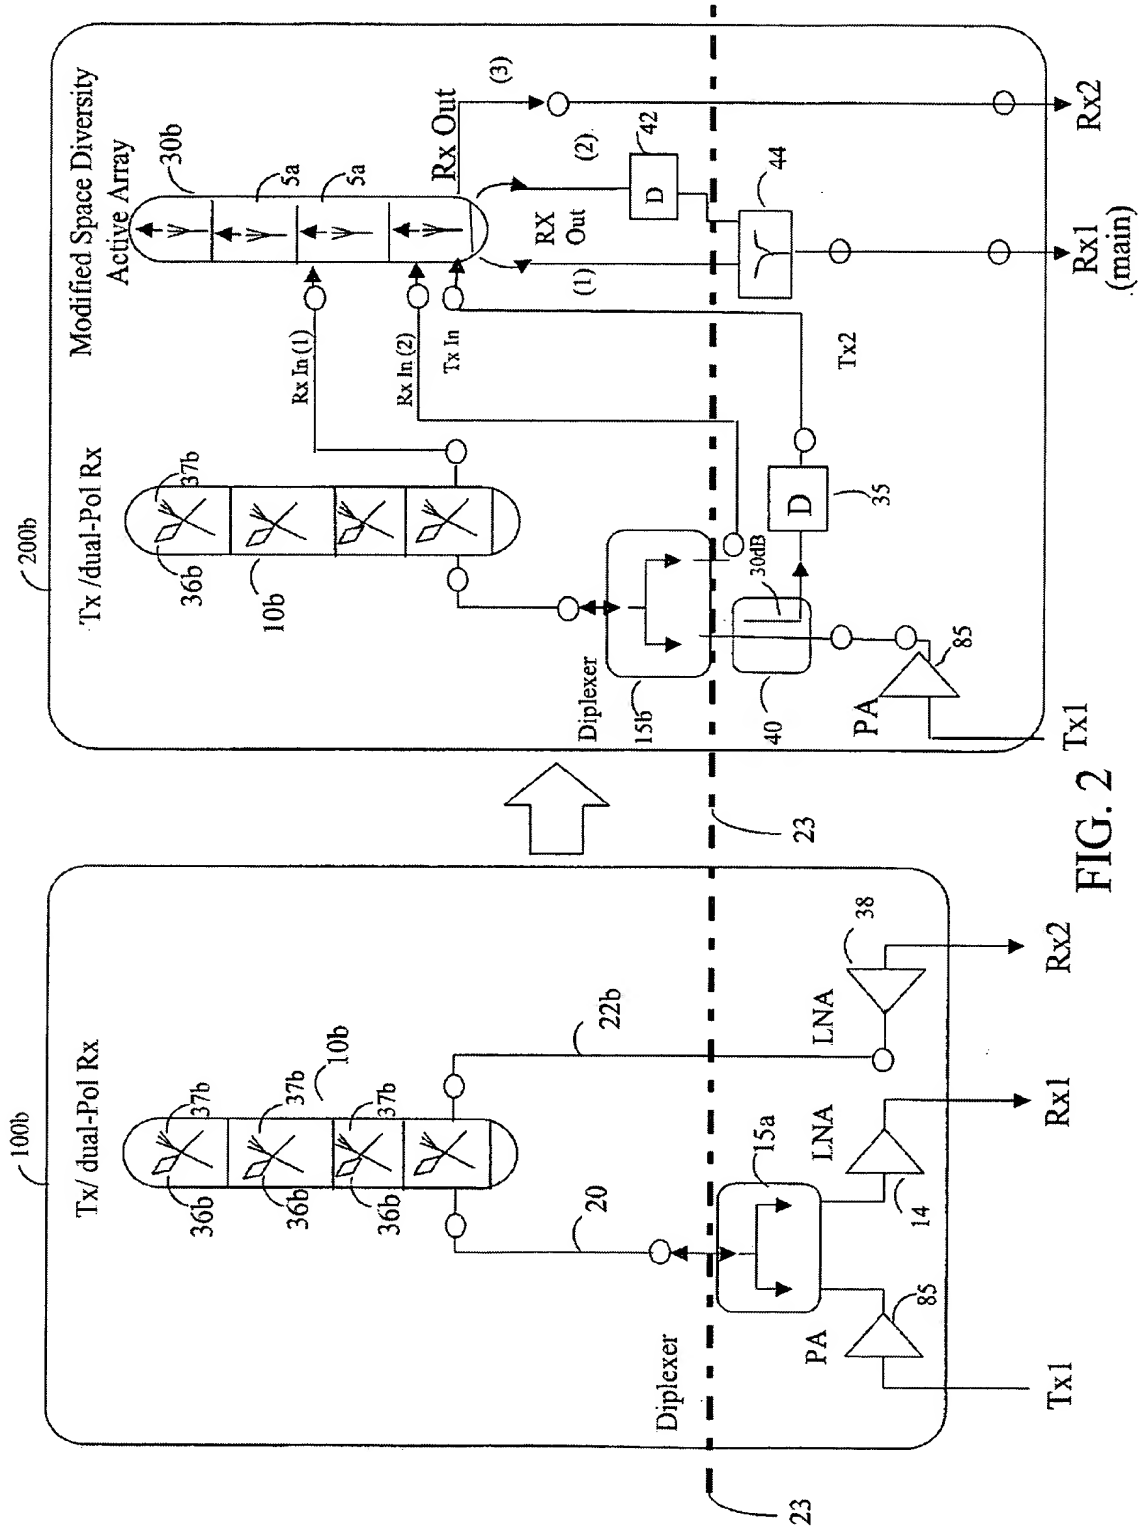 100b
Tx/ dual-Pol Rx
36b
37b
36b
37b
36b
37b
10b
20
22b
Diplexer
15a
23
PA
85
LNA
14
LNA
38
Tx1
Rx1
Rx2
200b
Tx /dual-Pol Rx
36b
37b
10b
Modified Space Diversity
Active Array
30b
5a
5a
Rx In (1)
Rx In (2)
Tx In
Rx Out
(3)
RX
Out
(1)
(2)
D
42
44
Diplexer
15b
30dB
40
D
35
Tx2
PA
85
23
Tx1
Rx1
(main)
Rx2
FIG. 2